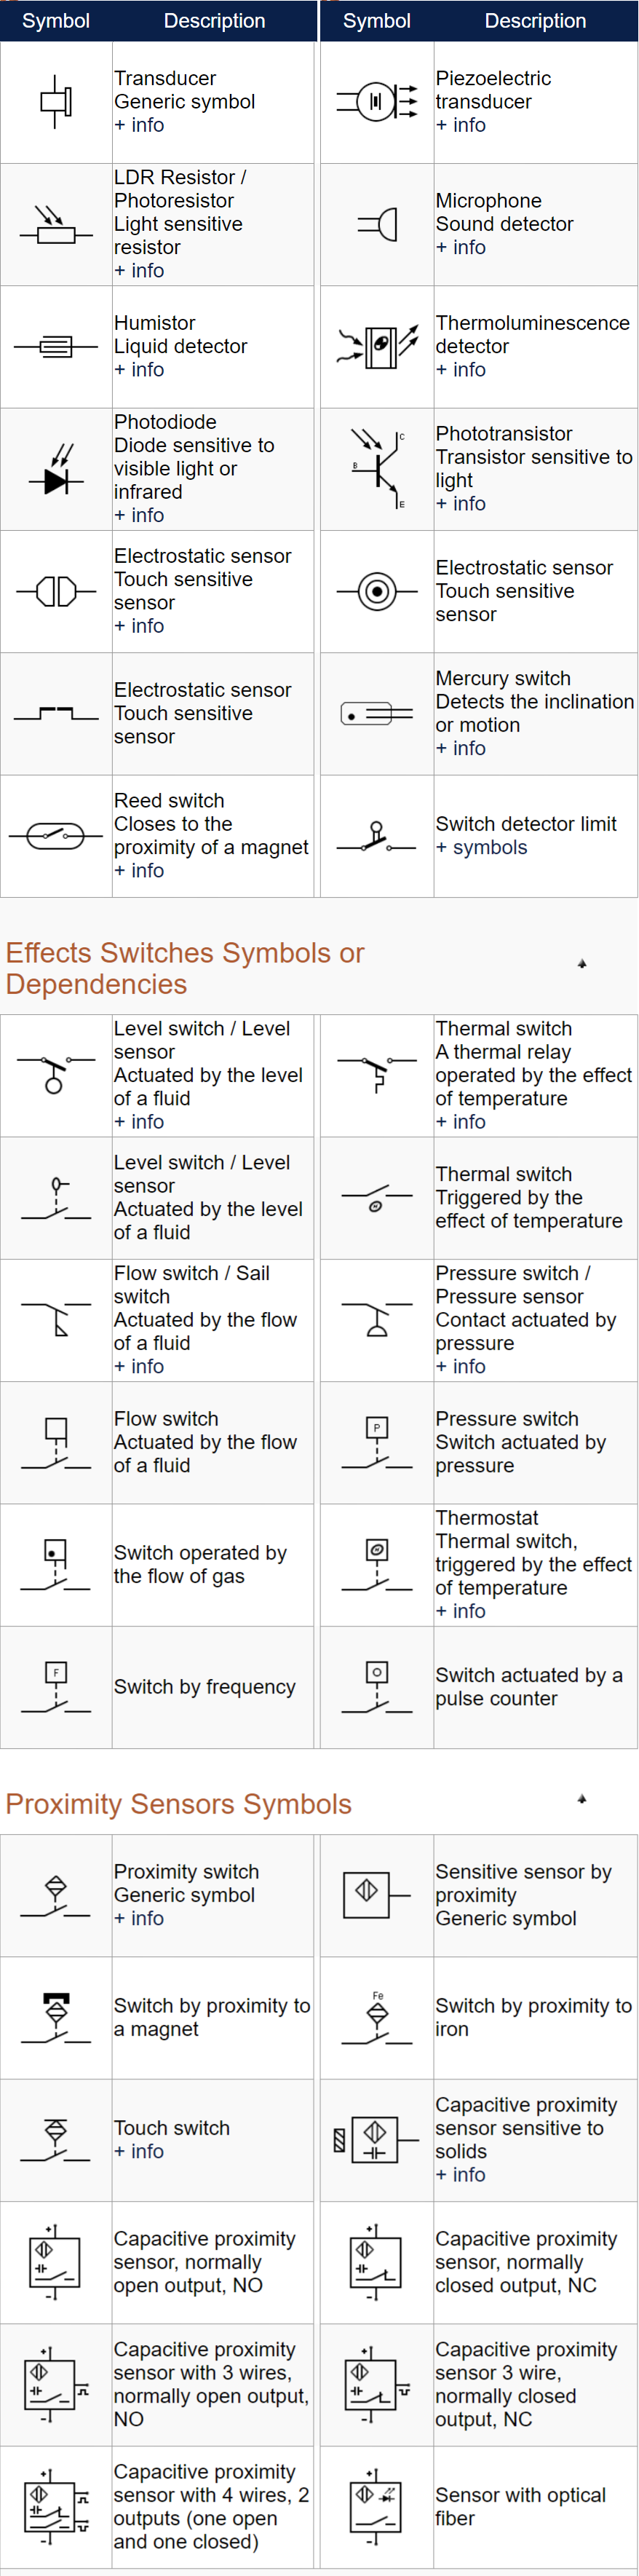 Symbol Description Symbol Description
Transducer
Generic symbol
+ info
Piezoelectric
transducer
+ info
LDR Resistor /
Photoresistor
Light sensitive
resistor
+ info
Microphone
Sound detector
+ info
Humistor
Liquid detector
+ info
Thermoluminescence
detector
+ info
Photodiode
Diode sensitive to
visible light or
infrared
+ info
C
B
E
Phototransistor
Transistor sensitive to
light
+ info
Electrostatic sensor
Touch sensitive
sensor
+ info
Electrostatic sensor
Touch sensitive
sensor
Electrostatic sensor
Touch sensitive
sensor
Mercury switch
Detects the inclination
or motion
+ info
Reed switch
Closes to the
proximity of a magnet
+ info
Switch detector limit
+ symbols
Effects Switches Symbols or
Dependencies
Level switch / Level
sensor
Actuated by the level
of a fluid
+ info
Thermal switch
A thermal relay
operated by the effect
of temperature
+ info
Level switch / Level
sensor
Actuated by the level
of a fluid
Thermal switch
Triggered by the
effect of temperature
Flow switch / Sail
switch
Actuated by the flow
of a fluid
+ info
Pressure switch /
Pressure sensor
Contact actuated by
pressure
+ info
Flow switch
Actuated by the flow
of a fluid
P
Pressure switch
Switch actuated by
pressure
Switch operated by
the flow of gas
Thermostat
Thermal switch,
triggered by the effect
of temperature
+ info
F
Switch by frequency
Switch actuated by a
pulse counter
Proximity Sensors Symbols
Proximity switch
Generic symbol
+ info
Sensitive sensor by
proximity
Generic symbol
Switch by proximity to
a magnet
Fe
Switch by proximity to
iron
Touch switch
+ info
Capacitive proximity
sensor sensitive to
solids
+ info
+
-
Capacitive proximity
sensor, normally
open output, NO
+
-
Capacitive proximity
sensor, normally
closed output, NC
+
-
Capacitive proximity
sensor with 3 wires,
normally open output,
NO
+
-
Capacitive proximity
sensor 3 wire,
normally closed
output, NC
+
-
Capacitive proximity
sensor with 4 wires, 2
outputs (one open
and one closed)
+
-
Sensor with optical
fiber